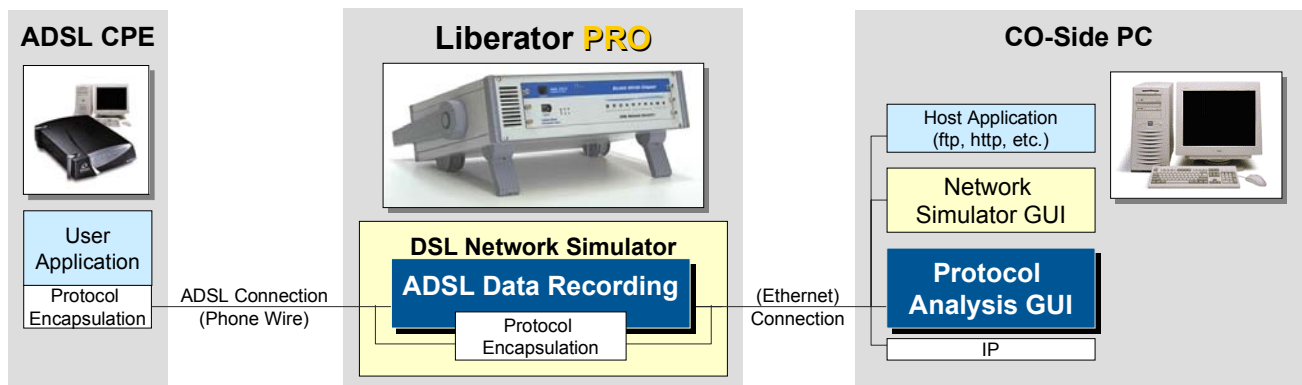 ADSL CPE
User
Application
Protocol
Encapsulation
ADSL Connection
(Phone Wire)
Liberator PRO
DSL Network Simulator
ADSL Data Recording
Protocol
Encapsulation
(Ethernet)
Connection
CO-Side PC
Host Application
(ftp, http, etc.)
Network
Simulator GUI
Protocol
Analysis GUI
IP